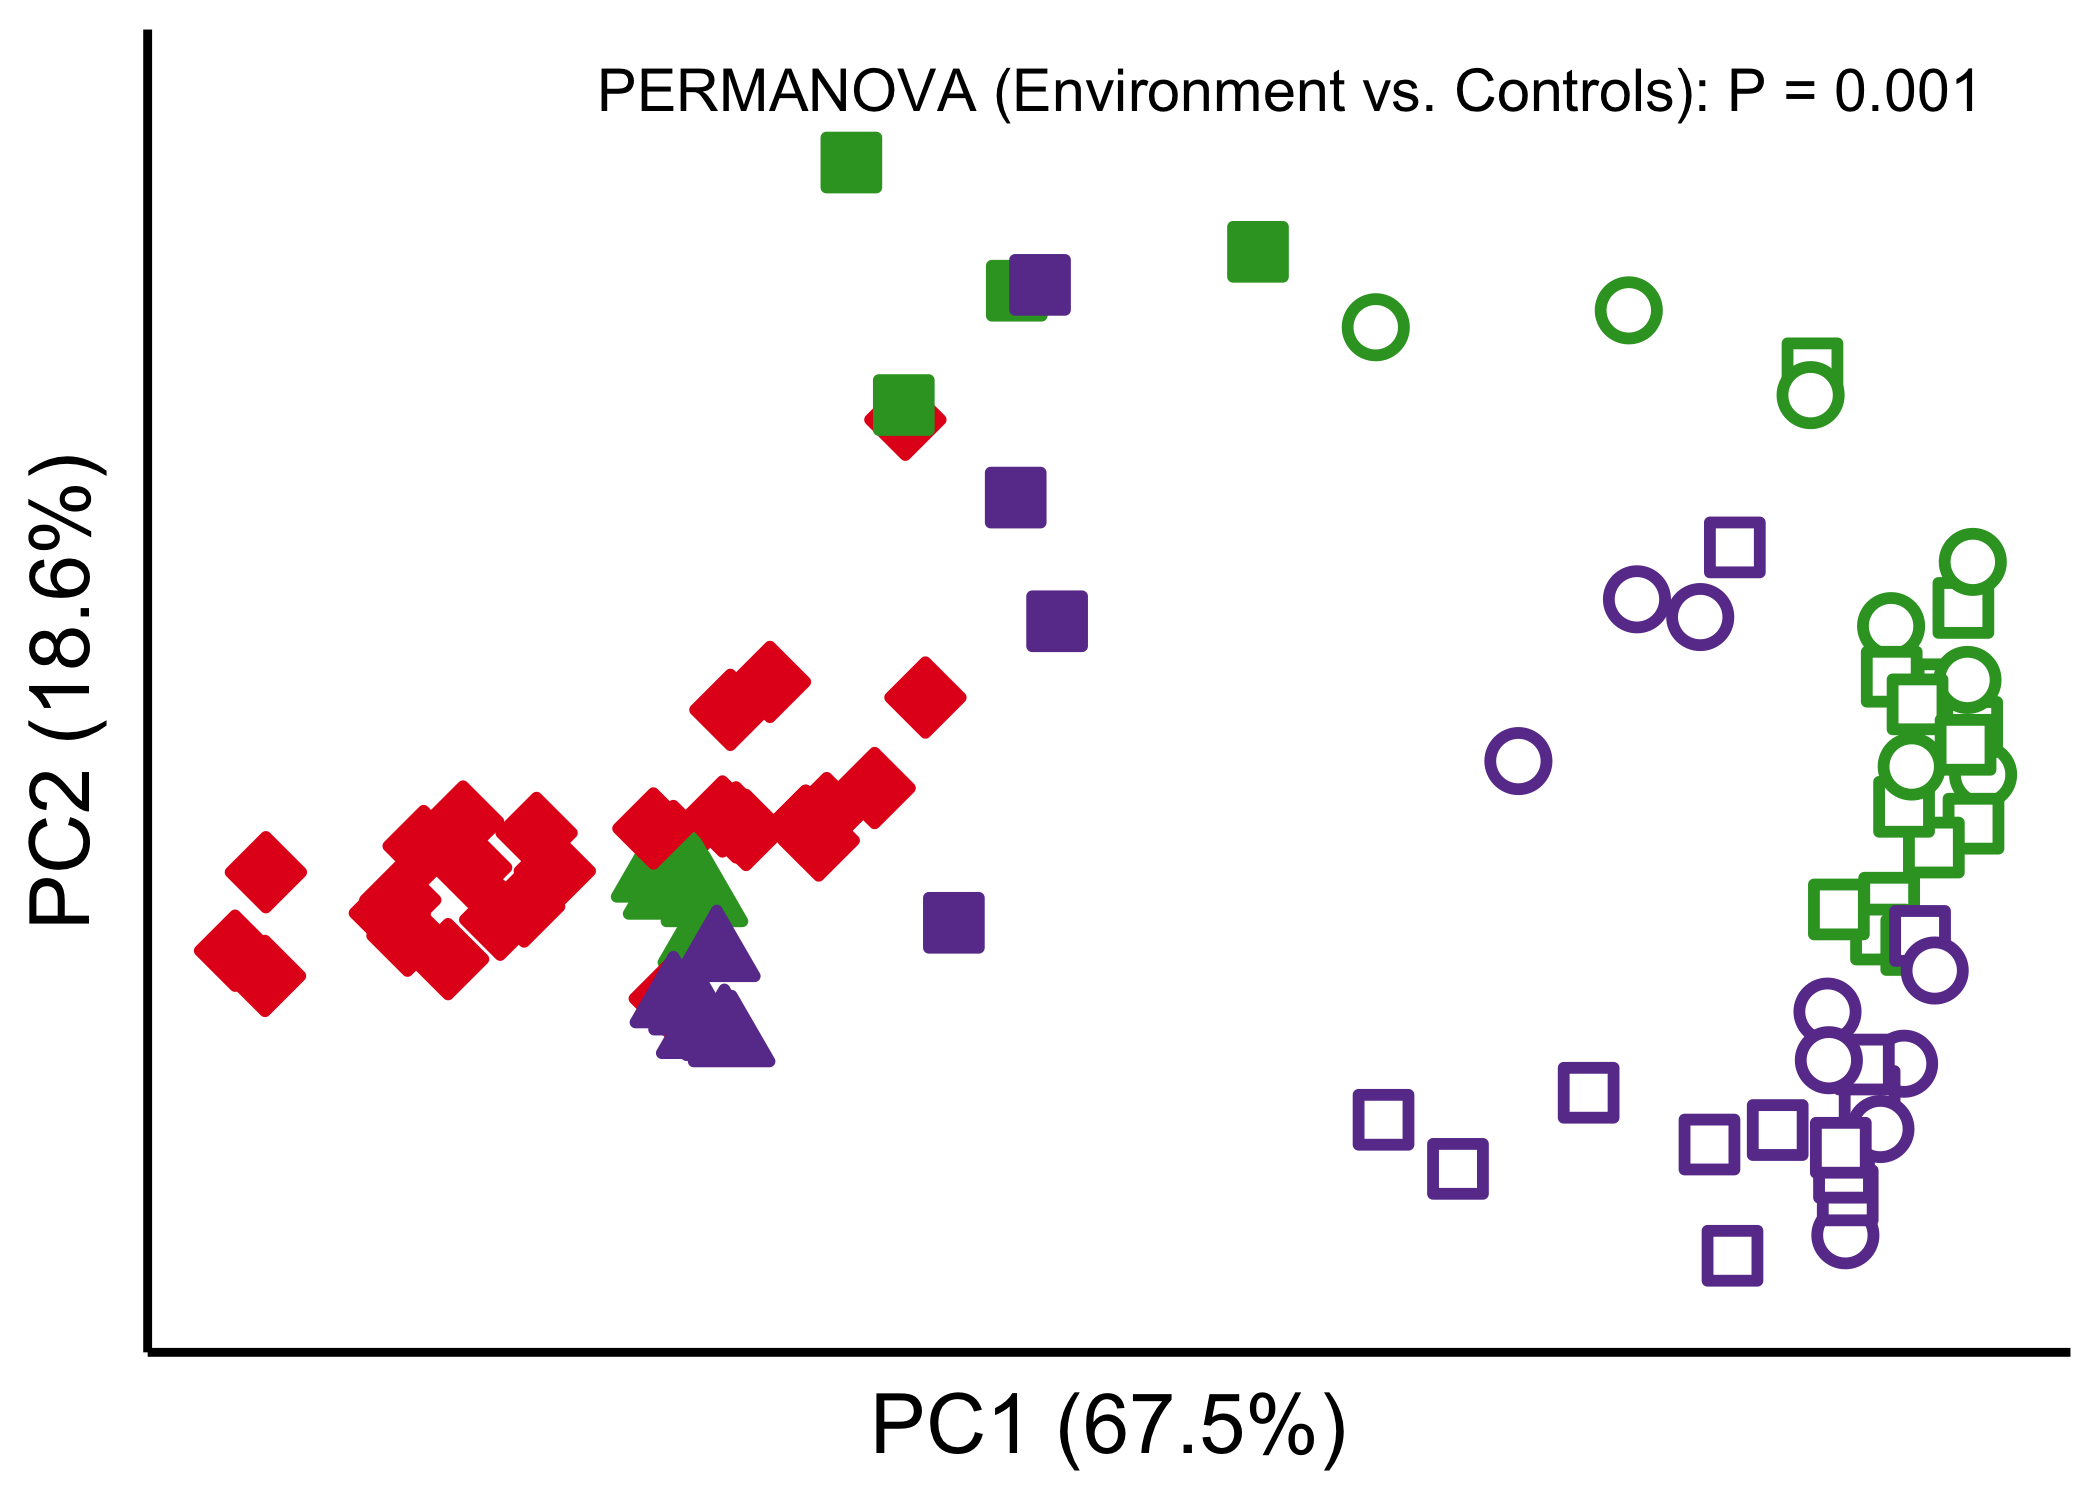 PERMANOVA (Environment vs. Controls): P = 0.001
PC2 (18.6%)
PC1 (67.5%)